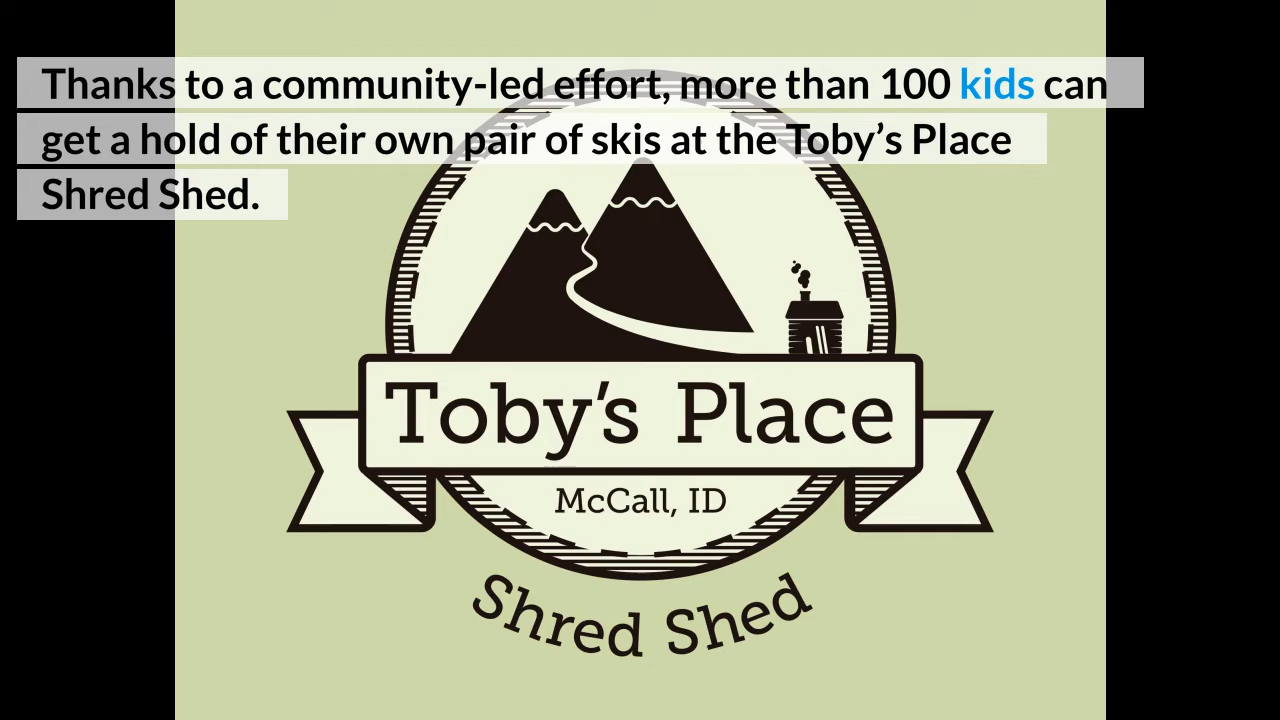 Thanks to a community-led effort, more than 100 kids can
get a hold of their own pair of skis at the Toby’s Place
Shred Shed.
Toby’s Place
McCall, ID
Shred Shed